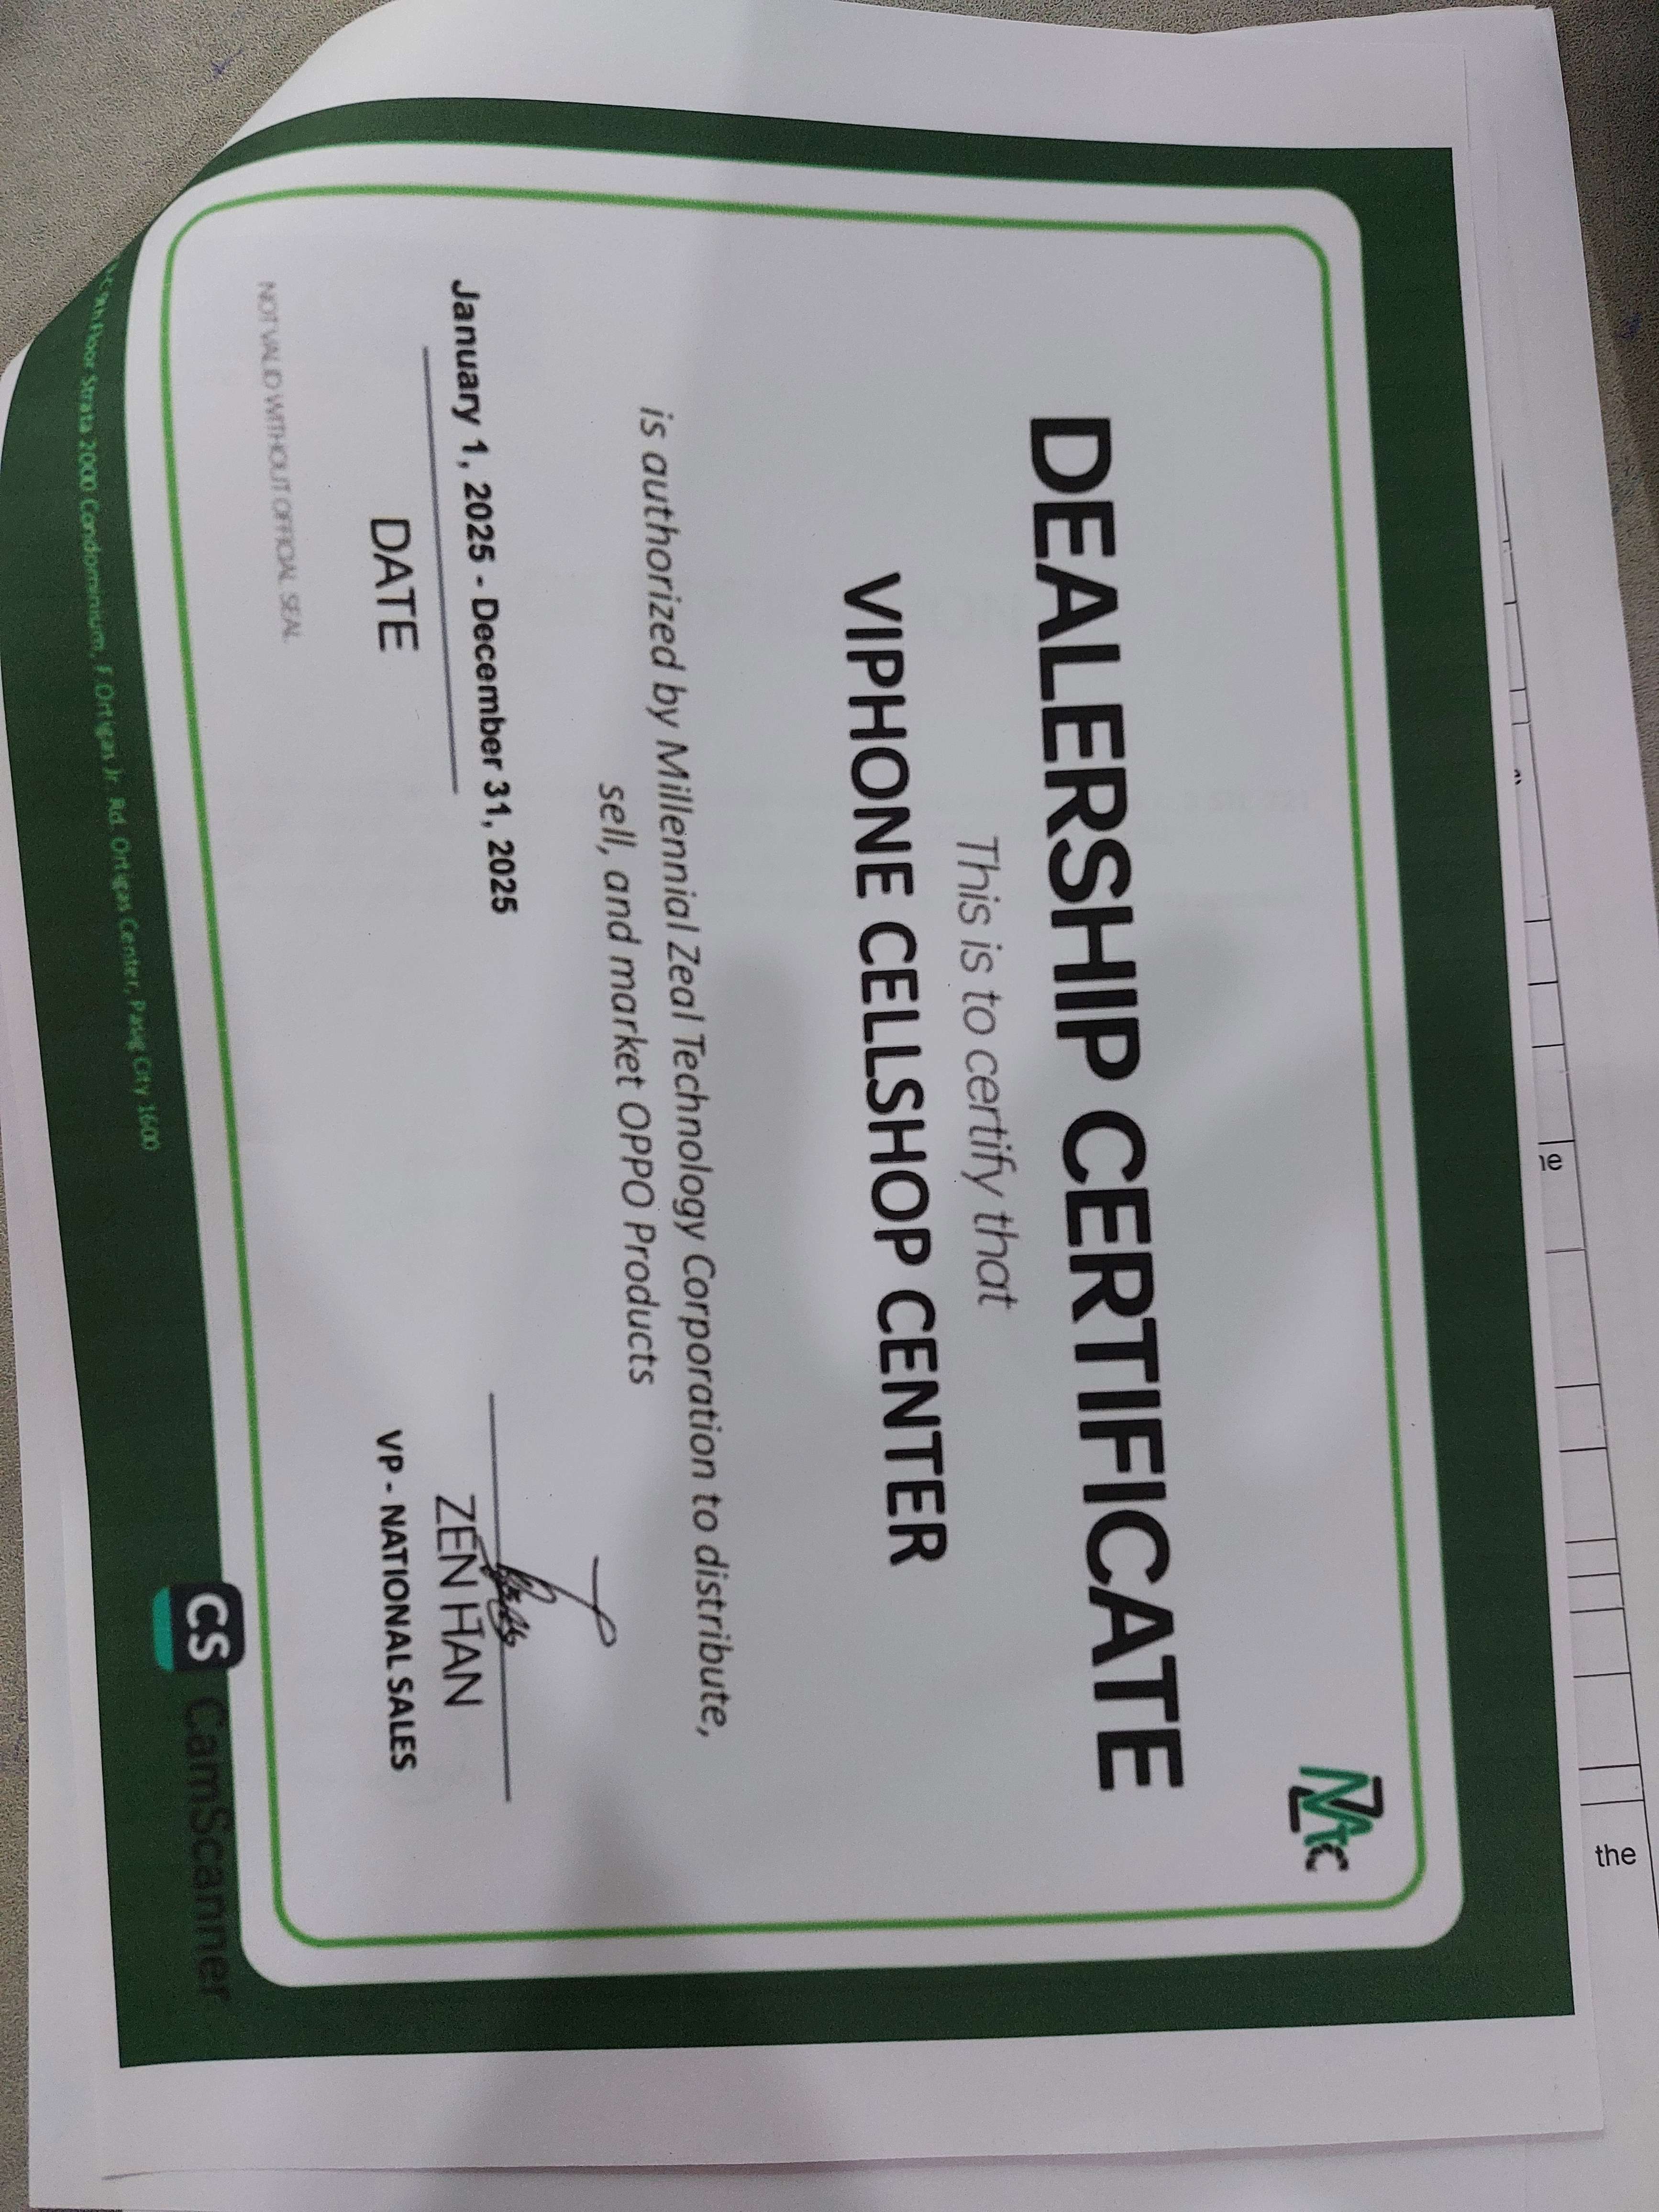 MZtc
DEALERSHIP CERTIFICATE
This is to certify that
VIPHONE CELLSHOP CENTER
is authorized by Millennial Zeal Technology Corporation to distribute,
sell, and market OPPO Products
January 1, 2025 - December 31, 2025
DATE
ZEN HAN
VP - NATIONAL SALES
NOT VALID WITHOUT OFFICIAL SEAL
Floor Strata 2000 Condominium, F. Ortigas Jr. Rd. Ortigas Center, Pasig City 1600
CS CamScanner
the